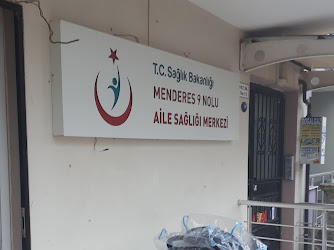 T.C. Sağlık Bakanlığı
MENDERES 9 NOLU
AİLE SAĞLIĞI MERKEZİ